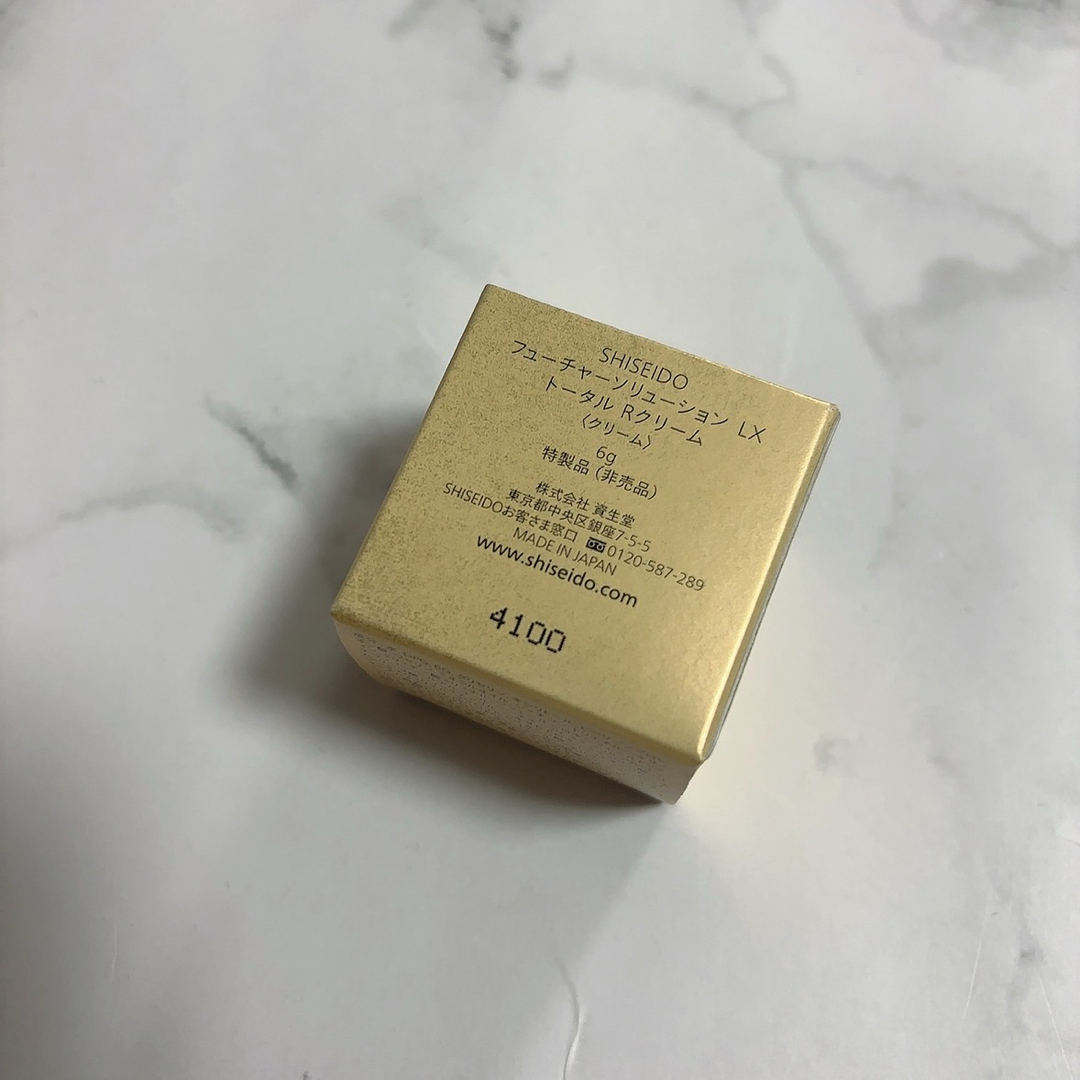 SHISEIDO
フューチャーソリューション LX
トータル Rクリーム
〈クリーム〉
6g
特製品 (非売品)
株式会社 資生堂
東京都中央区銀座7-5-5
SHISEIDOお客さま窓口 0120-587-289
MADE IN JAPAN
www.shiseido.com
4100